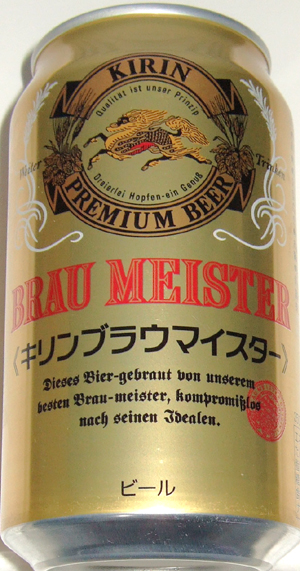 KIRIN
Qualität ist unser Prinzip
Dreierlei Hopfen-ein Genuß
PREMIUM BEER
BRAU MEISTER
《キリンブラウマイスター》
Dieses Bier-gebraut von unserem
besten Brau-meister, kompromißlos
nach seinen Idealen.
ビール